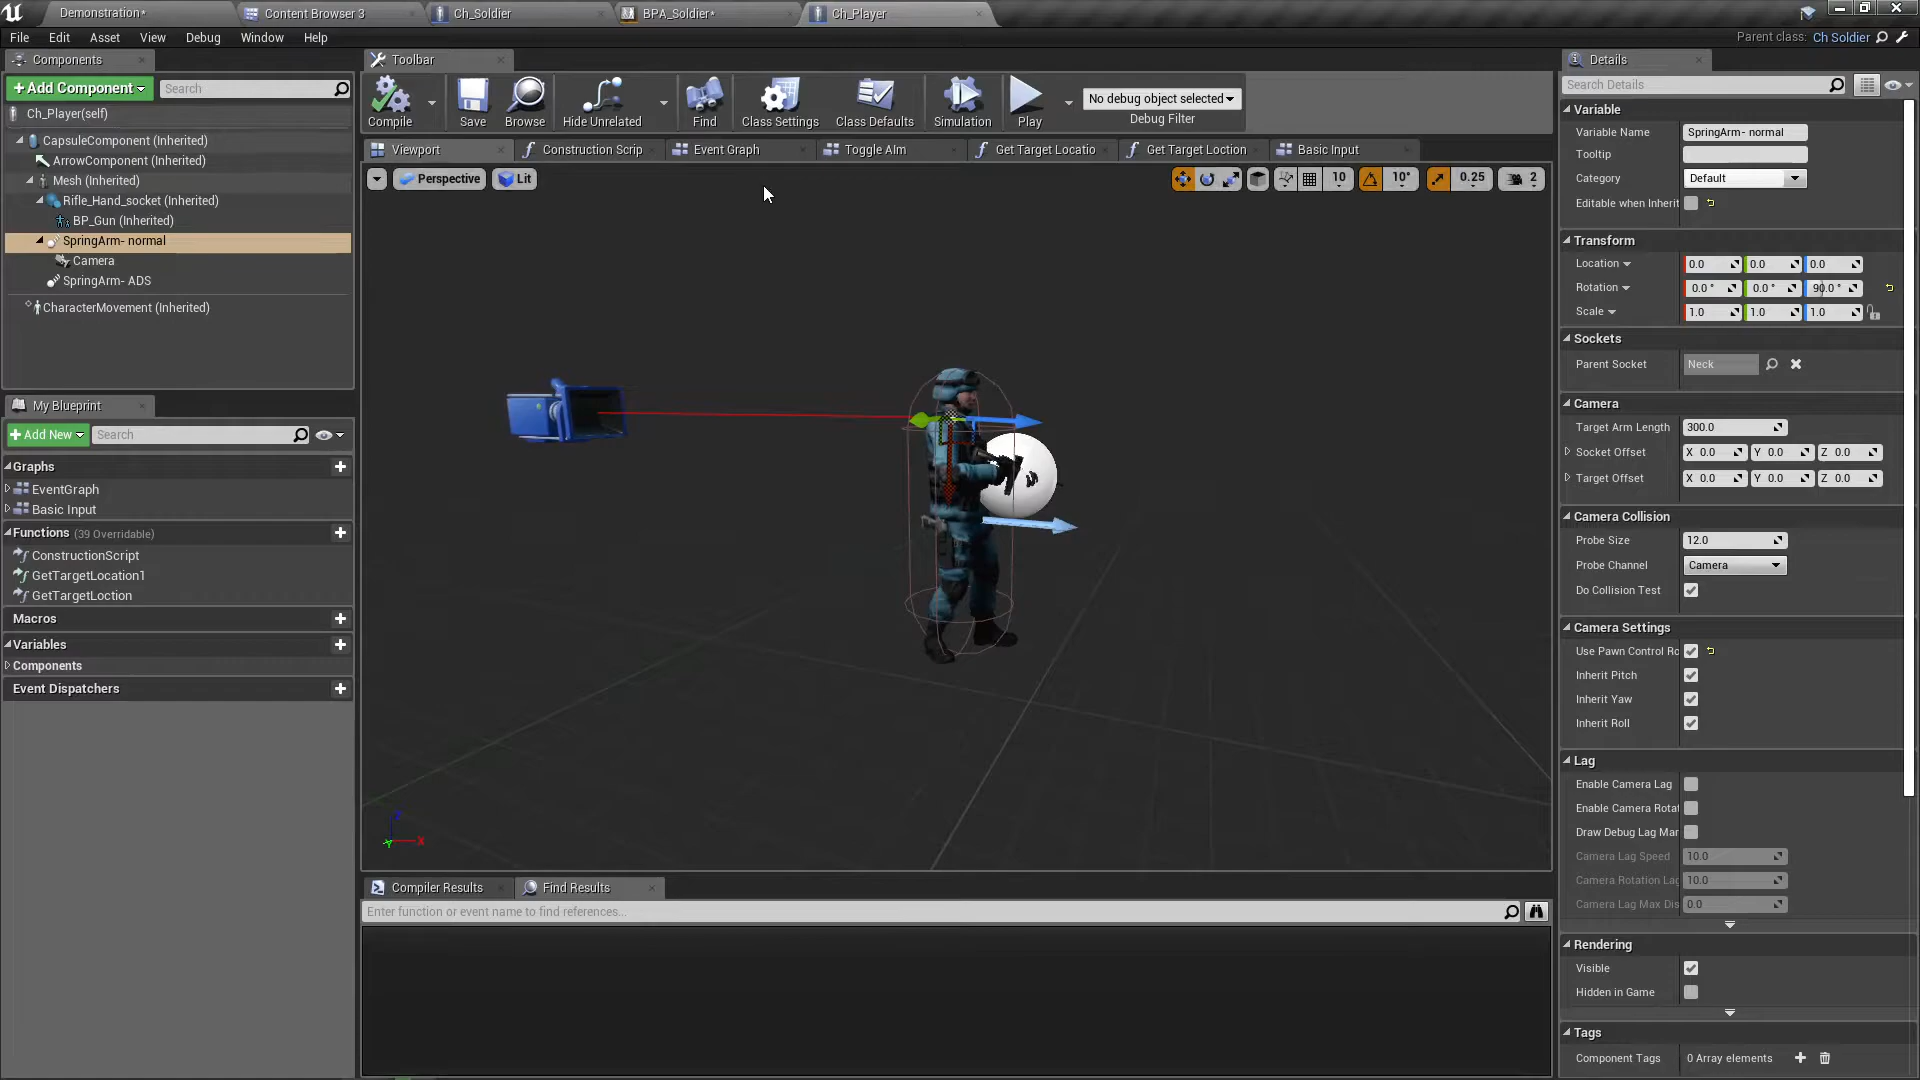 Demonstration*
Content Browser 3
Ch_Soldier
BPA_Soldier*
Ch_Player
File Edit Asset View Debug Window Help
Parent class: Ch Soldier
Components
+Add Component
Search
Ch_Player(self)
CapsuleComponent (Inherited)
ArrowComponent (Inherited)
Mesh (Inherited)
Rifle_Hand_socket (Inherited)
BP_Gun (Inherited)
SpringArm- normal
Camera
SpringArm- ADS
CharacterMovement (Inherited)
My Blueprint
+Add New
Search
Graphs
EventGraph
Basic Input
Functions (39 Overridable)
ConstructionScript
GetTargetLocation1
GetTargetLoction
Macros
Variables
Components
Event Dispatchers
Toolbar
Compile
Save
Browse
Hide Unrelated
Find
Class Settings
Class Defaults
Simulation
Play
No debug object selected
Debug Filter
Viewport
Construction Scrip
Event Graph
Toggle AIm
Get Target Locatio
Get Target Loction
Basic Input
Perspective
Lit
10
10°
0.25
2
Z
Y
X
Compiler Results
Find Results
Enter function or event name to find references...
Details
Search Details
Variable
Variable Name SpringArm- normal
Tooltip
Category Default
Editable when Inherit
Transform
Location 0.0 0.0 0.0
Rotation 0.0 ° 0.0 ° 90.0 °
Scale 1.0 1.0 1.0
Sockets
Parent Socket Neck
Camera
Target Arm Length 300.0
Socket Offset X 0.0 Y 0.0 Z 0.0
Target Offset X 0.0 Y 0.0 Z 0.0
Camera Collision
Probe Size 12.0
Probe Channel Camera
Do Collision Test
Camera Settings
Use Pawn Control Ro
Inherit Pitch
Inherit Yaw
Inherit Roll
Lag
Enable Camera Lag
Enable Camera Rotat
Draw Debug Lag Mar
Camera Lag Speed 10.0
Camera Rotation Lag 10.0
Camera Lag Max Dis 0.0
Rendering
Visible
Hidden in Game
Tags
Component Tags 0 Array elements